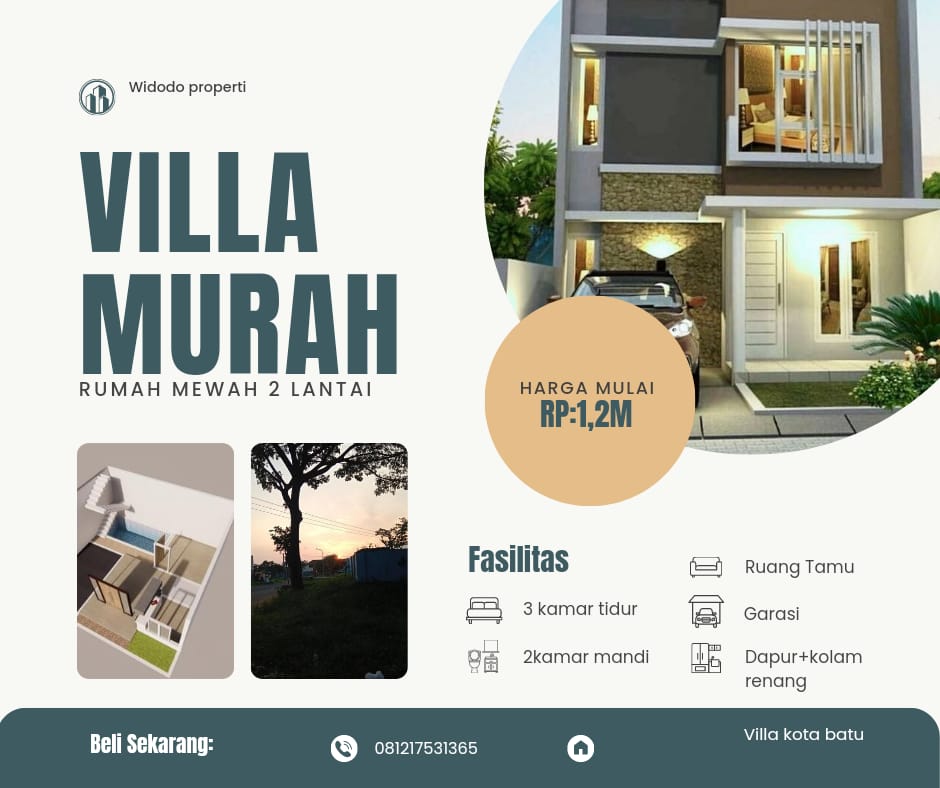 Widodo properti
VILLA
MURAH
RUMAH MEWAH 2 LANTAI
HARGA MULAI
RP:1,2M
Fasilitas
3 kamar tidur
2kamar mandi
Ruang Tamu
Garasi
Dapur+kolam
renang
Beli Sekarang:
081217531365
Villa kota batu